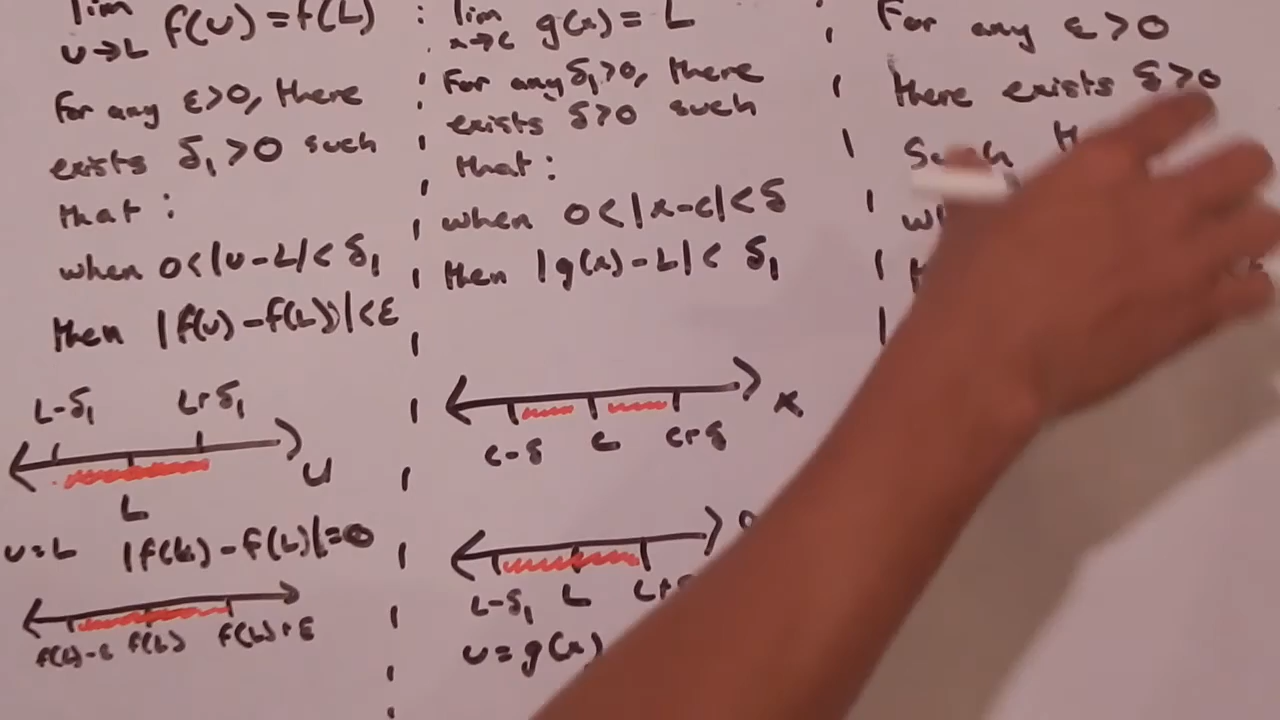 lim f(u) = f(L)
u→L
For any ε>0, there
exists δ₁>0 such
that :
when 0<|u-L|<δ₁
then |f(u)-f(L)|<ε
L-δ₁ L+δ₁
u
L
u=L |f(L)-f(L)|=0
f(L)-ε f(L) f(L)+ε
: lim g(x) = L
x→c
For any δ₁>0, there
exists δ>0 such
that :
when 0<|x-c|<δ
then |g(x)-L|< δ₁
x
c-δ c c+δ
L-δ₁ L
u=g(x)
For any ε>0
there exists δ>0
Such